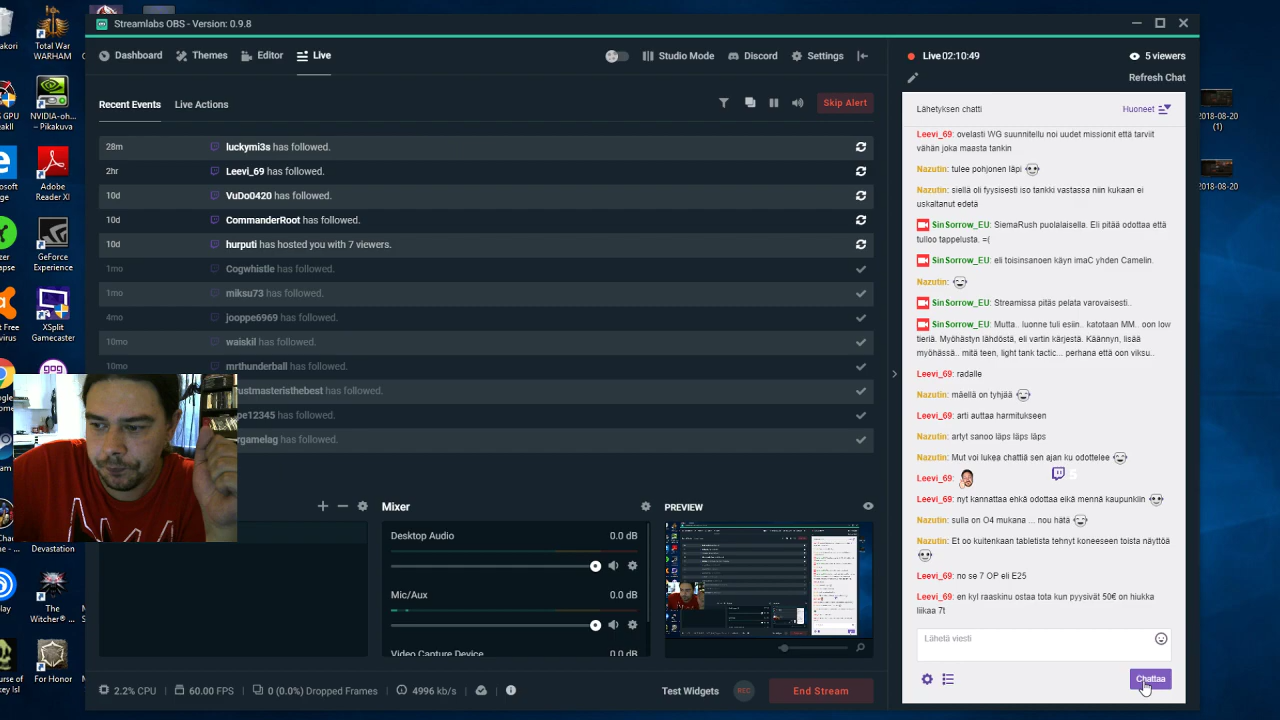 kori
Total War
WARHAM...
Streamlabs OBS - Version: 0.9.8
Dashboard
Themes
Editor
Live
Studio Mode
Discord
Settings
Live 02:10:49
5 viewers
Refresh Chat
Recent Events
Live Actions
Skip Alert
28m
luckymi3s has followed.
2hr
Leevi_69 has followed.
10d
VuDo0420 has followed.
10d
CommanderRoot has followed.
10d
hurputi has hosted you with 7 viewers.
1mo
Cogwhistle has followed.
1mo
miksu73 has followed.
4mo
jooppe6969 has followed.
10mo
waiskil has followed.
10mo
mrthunderball has followed.
rustmasteristhebest has followed.
pe12345 has followed.
rgamelag has followed.
NVIDIA-oh...
Adobe
Reader XI
GeForce
Experience
XSplit
Gamecaster
Devastation
The
Witcher®...
For Honor
2018-08-20
(1)
2018-08-20
Lähetyksen chatti
Huoneet
Leevi_69: ovelasti WG suunnitellu noi uudet missionit että tarviit
vähän joka maasta tankin
Nazutin: tulee pohjonen läpi
Nazutin: siellä oli fyysisesti iso tankki vastassa niin kukaan ei
uskaltanut edetä
SinSorrow_EU: SiemaRush puolalaisella. Eli pitää odottaa että
tulloo tappelusta. =(
SinSorrow_EU: eli toisinsanoen käyn imaC yhden Camelin.
Nazutin:
SinSorrow_EU: Streamissa pitäs pelata varovaisesti..
SinSorrow_EU: Mutta.. luonne tuli esiin.. katotaan MM.. oon low
tieriä. Myöhästyn lähdöstä, eli vartin kärjestä. Käännyn, lisää
myöhässä.. mitä teen, light tank tactic... perhana että oon viksu..
Leevi_69: radalle
Nazutin: mäellä on tyhjää
Leevi_69: arti auttaa harmitukseen
Nazutin: artyt sanoo läps läps läps
Nazutin: Mut voi lukea chattiä sen ajan ku odottelee
Leevi_69:
5
Leevi_69: nyt kannattaa ehkä odottaa eikä mennä kaupunkiin
Nazutin: sulla on O4 mukana ... nou hätä
Nazutin: Et oo kuitenkaan tabletista tehnyt koneeseen toista näyttöä
Leevi_69: no se 7 OP eli E25
Leevi_69: en kyl raaskinu ostaa tota kun pyysivät 50€ on hiukka
liikaa 7t
Lähetä viesti
Chattaa
Mixer
Desktop Audio
0.0 dB
Mic/Aux
0.0 dB
Video Capture Device
0.0 dB
PREVIEW
2.2% CPU
60.00 FPS
0 (0.0%) Dropped Frames
4996 kb/s
Test Widgets
REC
End Stream